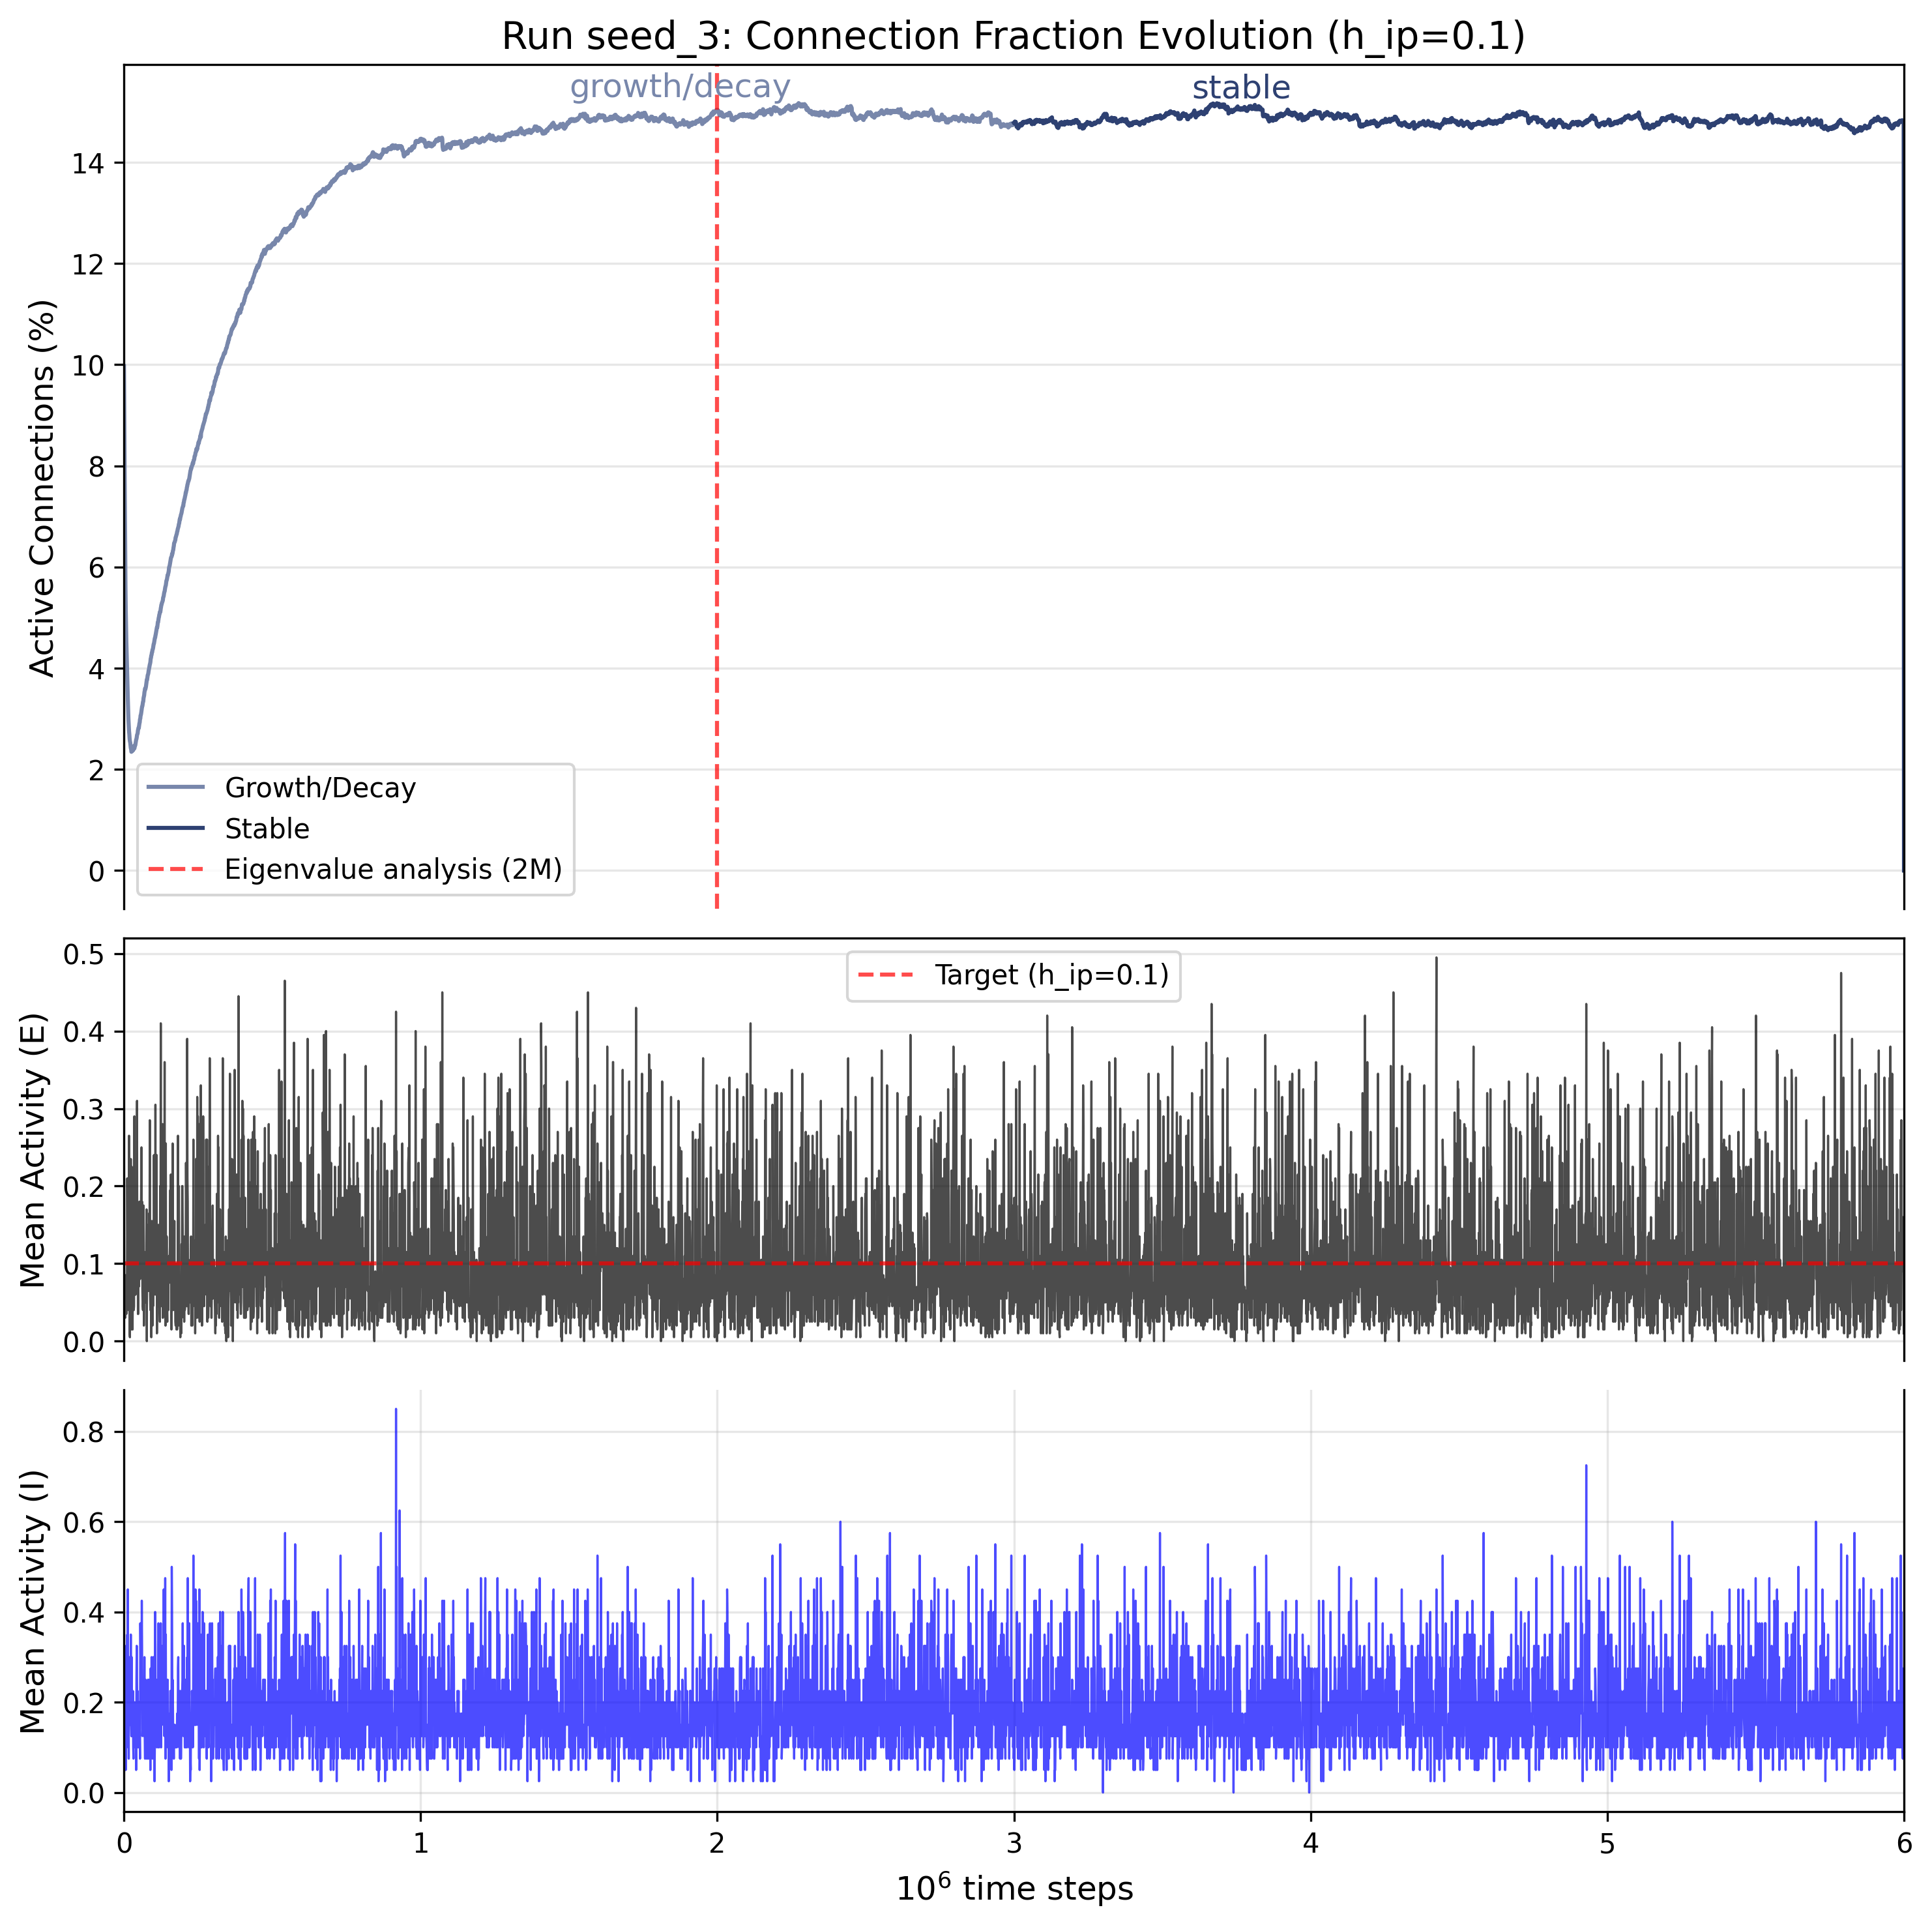 Run seed_3: Connection Fraction Evolution (h_ip=0.1)
growth/decay
stable
Active Connections (%)
14
12
10
8
6
4
2
0
Growth/Decay
Stable
Eigenvalue analysis (2M)
Mean Activity (E)
0.5
0.4
0.3
0.2
0.1
0.0
Target (h_ip=0.1)
Mean Activity (I)
0.8
0.6
0.4
0.2
0.0
0 1 2 3 4 5 6
10⁶ time steps